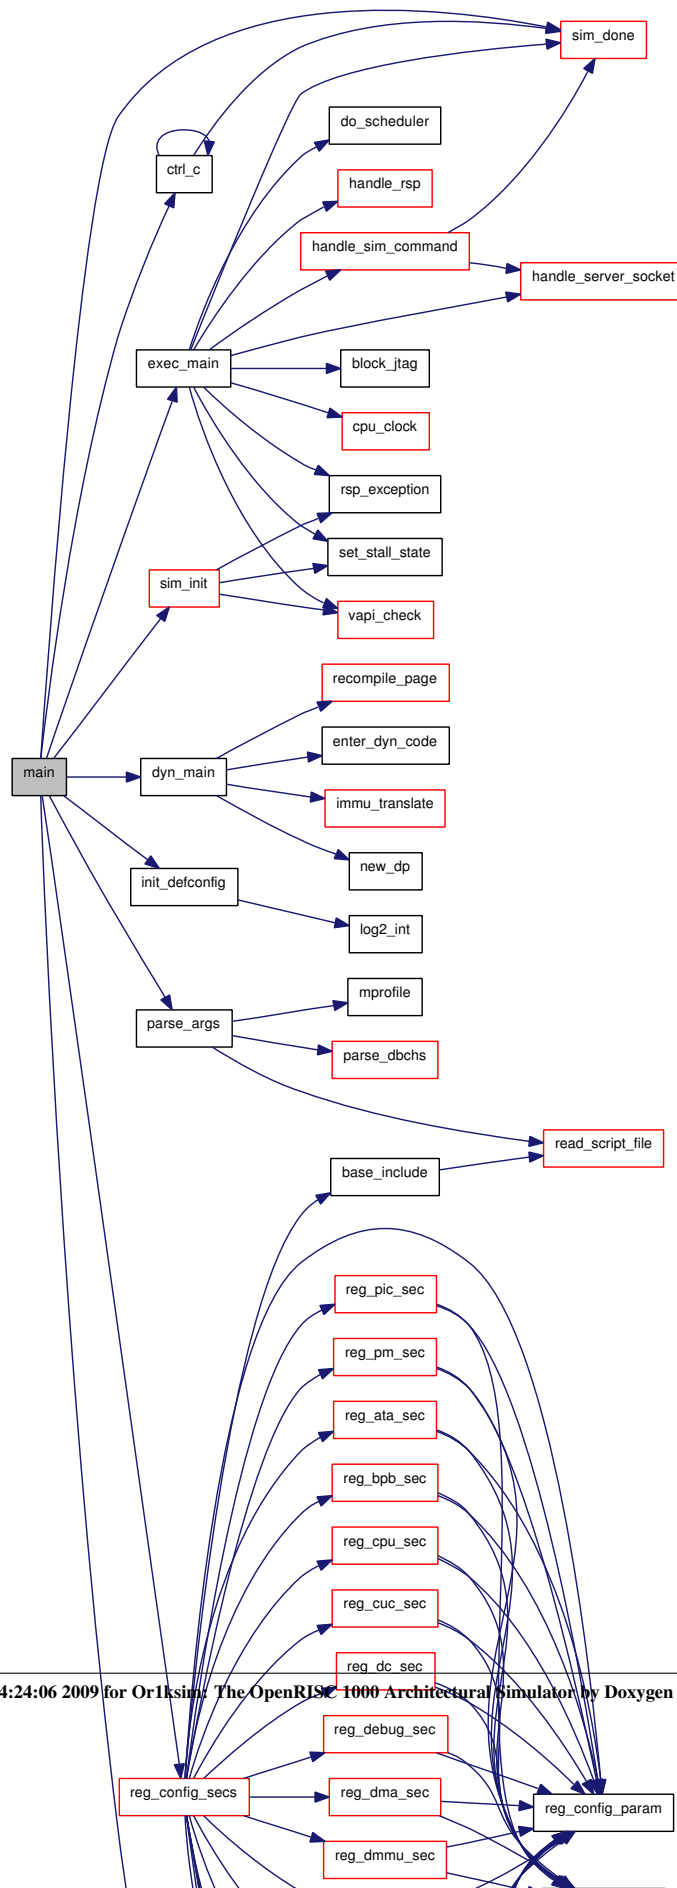 sim_done
do_scheduler
ctrl_c
handle_rsp
handle_sim_command
handle_server_socket
exec_main
block_jtag
cpu_clock
rsp_exception
set_stall_state
sim_init
vapi_check
recompile_page
enter_dyn_code
main
dyn_main
immu_translate
new_dp
init_defconfig
log2_int
mprofile
parse_args
parse_dbchs
read_script_file
base_include
reg_pic_sec
reg_pm_sec
reg_ata_sec
reg_bpb_sec
reg_cpu_sec
reg_cuc_sec
reg_dc_sec
4:24:06 2009 for Or1ksim: The OpenRISC 1000 Architectural Simulator by Doxygen
reg_debug_sec
reg_config_secs
reg_dma_sec
reg_config_param
reg_dmmu_sec